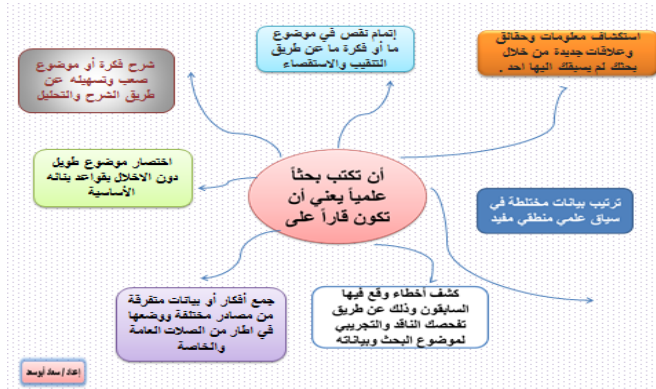 أن تكتب بحثاً
علمياً يعني أن
تكون قاراً على
استكشاف معلومات وحقائق
وعلاقات جديدة من خلال
بحثك لم يسبقك اليها احد .
إتمام نقص في موضوع
ما أو فكرة ما عن طريق
التنقيب والاستقصاء
شرح فكرة أو موضوع
صعب وتسهيله عن
طريق الشرح والتحليل
اختصار موضوع طويل
دون الاخلال بقواعد بنائه
الأساسية
ترتيب بيانات مختلطة في
سياق علمي منطقي مفيد
كشف أخطاء وقع فيها
السابقون وذلك عن طريق
تفحصك الناقد والتجريبي
لموضوع البحث وبياناته
جمع أفكار أو بيانات متفرقة
من مصادر مختلفة ووضعها
في اطار من الصلات العامة
والخاصة
إعداد / سعاد أبوسعد